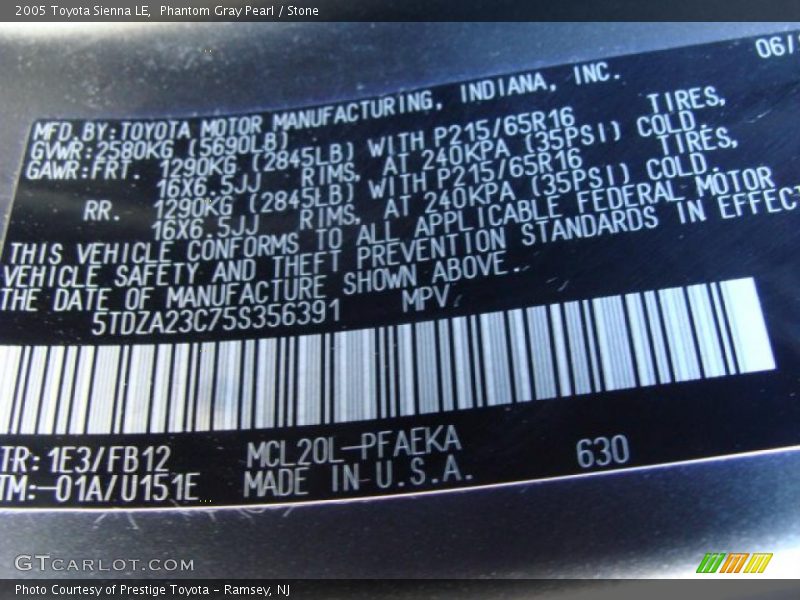 2005 Toyota Sienna LE,  Phantom Gray Pearl / Stone
06/
MFD.BY:TOYOTA MOTOR MANUFACTURING, INDIANA, INC.
GVWR:2580KG (5690LB)
GAWR:FRT. 1290KG (2845LB) WITH P215/65R16 TIRES,
16X6.5JJ RIMS, AT 240KPA (35PSI) COLD.
RR. 1290KG (2845LB) WITH P215/65R16 TIRES,
16X6.5JJ RIMS, AT 240KPA (35PSI) COLD.
THIS VEHICLE CONFORMS TO ALL APPLICABLE FEDERAL MOTOR
VEHICLE SAFETY AND THEFT PREVENTION STANDARDS IN EFFECT
THE DATE OF MANUFACTURE SHOWN ABOVE.
5TDZA23C75S356391 MPV
TR:1E3/FB12 MCL20L-PFAEKA 630
TM:-01A/U151E MADE IN U.S.A.
GTCARLOT.COM
Photo Courtesy of Prestige Toyota - Ramsey, NJ